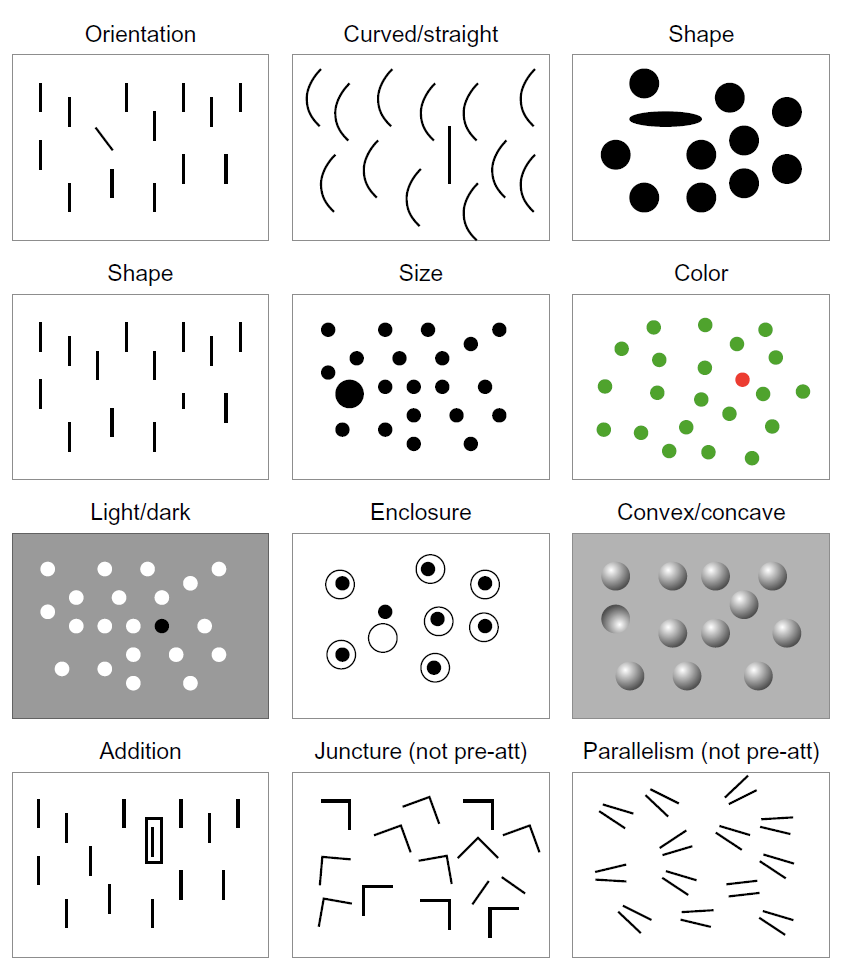 Orientation
Curved/straight
Shape
Shape
Size
Color
Light/dark
Enclosure
Convex/concave
Addition
Juncture (not pre-att)
Parallelism (not pre-att)